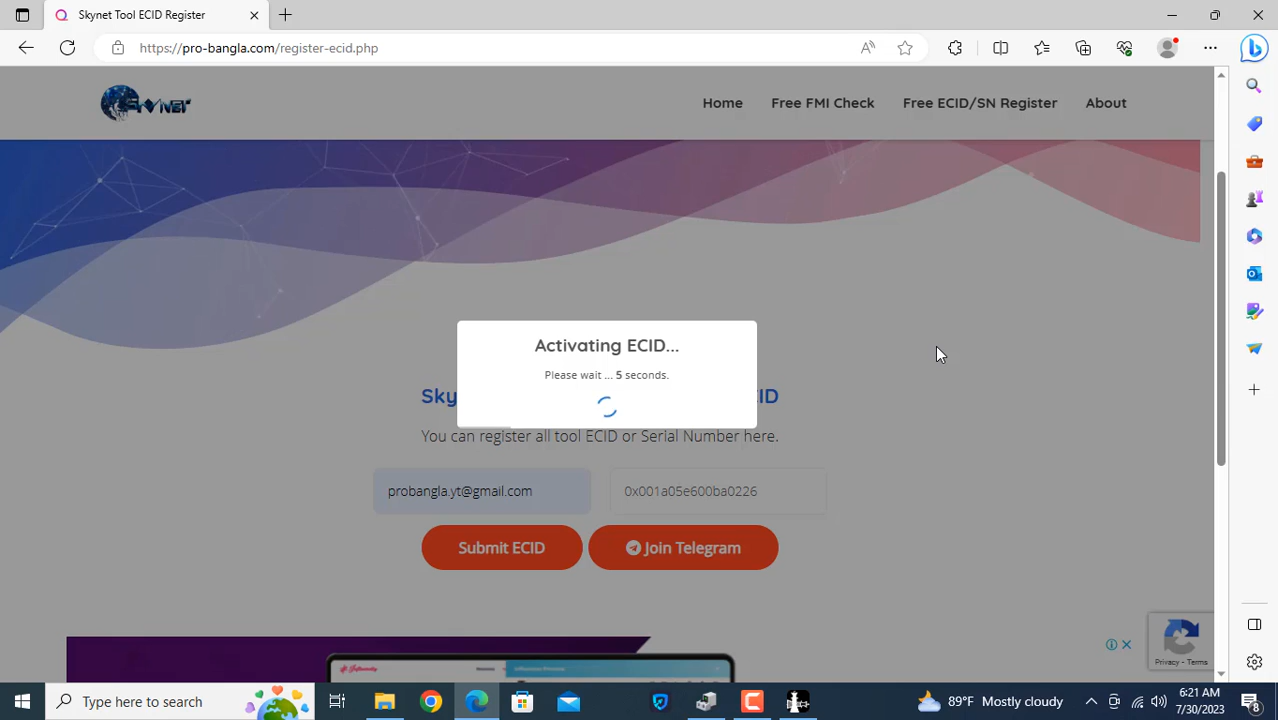 Skynet Tool ECID Register
https://pro-bangla.com/register-ecid.php
Skynet
Home
Free FMI Check
Free ECID/SN Register
About
Activating ECID...
Please wait ... 5 seconds.
Sky
ID
You can register all tool ECID or Serial Number here.
probangla.yt@gmail.com
0x001a05e600ba0226
Submit ECID
Join Telegram
Privacy - Terms
Type here to search
89°F Mostly cloudy
6:21 AM
7/30/2023
8